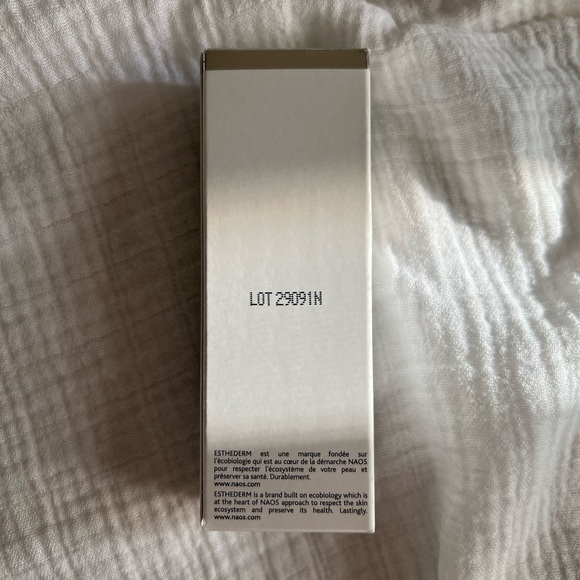 LOT 29091N
ESTHEDERM est une marque fondée sur
l'écobiologie qui est au cœur de la démarche NAOS
pour respecter l'écosystème de votre peau et
préserver sa santé. Durablement.
www.naos.com
ESTHEDERM is a brand built on ecobiology which is
at the heart of NAOS approach to respect the skin
ecosystem and preserve its health. Lastingly.
www.naos.com